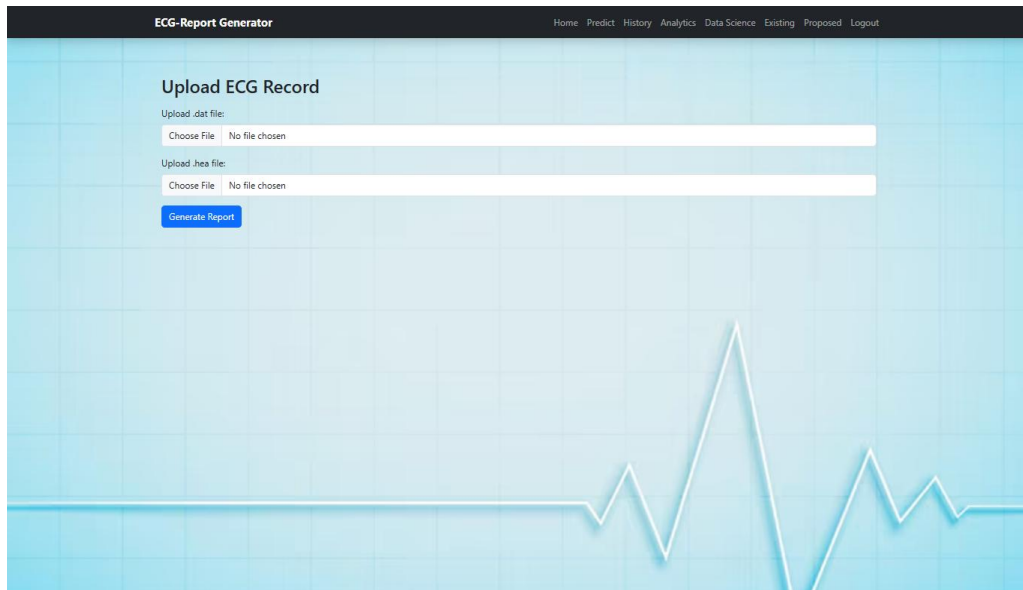 ECG-Report Generator Home Predict History Analytics Data Science Existing Proposed Logout
Upload ECG Record
Upload .dat file:
Choose File No file chosen
Upload .hea file:
Choose File No file chosen
Generate Report